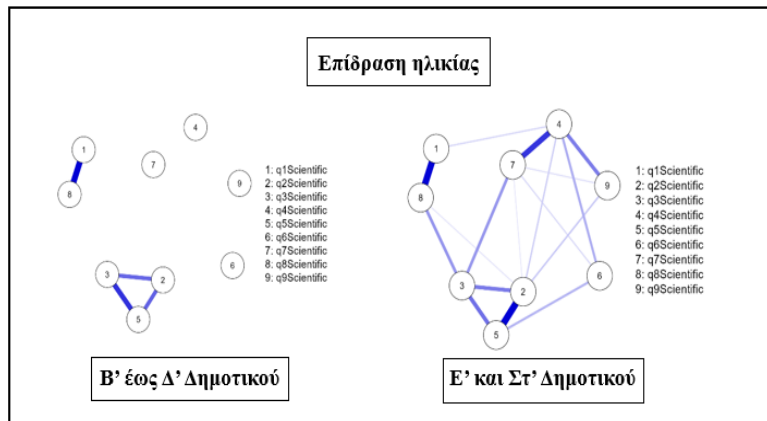 Επίδραση ηλικίας
1
8
4
7
9
6
3
2
5
1: q1Scientific
2: q2Scientific
3: q3Scientific
4: q4Scientific
5: q5Scientific
6: q6Scientific
7: q7Scientific
8: q8Scientific
9: q9Scientific
Β’ έως Δ’ Δημοτικού
4
1
7
9
8
6
3
2
5
1: q1Scientific
2: q2Scientific
3: q3Scientific
4: q4Scientific
5: q5Scientific
6: q6Scientific
7: q7Scientific
8: q8Scientific
9: q9Scientific
Ε’ και Στ’ Δημοτικού